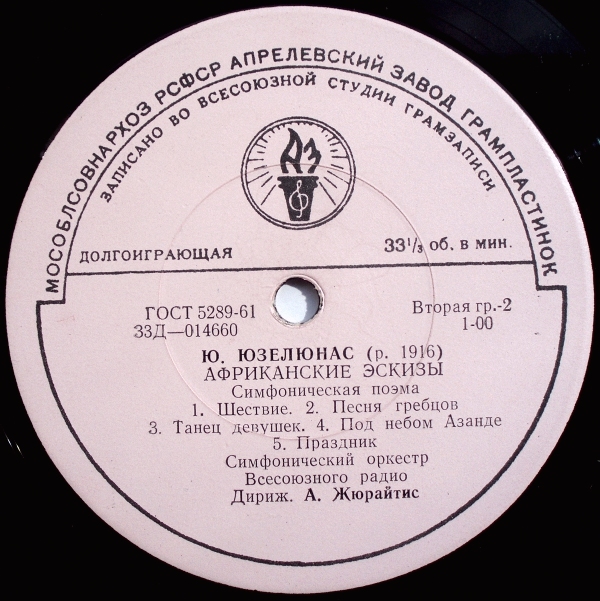 МОСОБЛСОВНАРХОЗ РСФСР АПРЕЛЕВСКИЙ ЗАВОД ГРАМПЛАСТИНОК
ЗАПИСАНО ВО ВСЕСОЮЗНОЙ СТУДИИ ГРАМЗАПИСИ
АЗ
ДОЛГОИГРАЮЩАЯ
33¹/₃ об. в мин.
ГОСТ 5289-61
33Д—014660
Вторая гр.-2
1-00
Ю. ЮЗЕЛЮНАС (р. 1916)
АФРИКАНСКИЕ ЭСКИЗЫ
Симфоническая поэма
1. Шествие. 2. Песня гребцов
3. Танец девушек. 4. Под небом Азанде
5. Праздник
Симфонический оркестр
Всесоюзного радио
Дириж. А. Жюрайтис